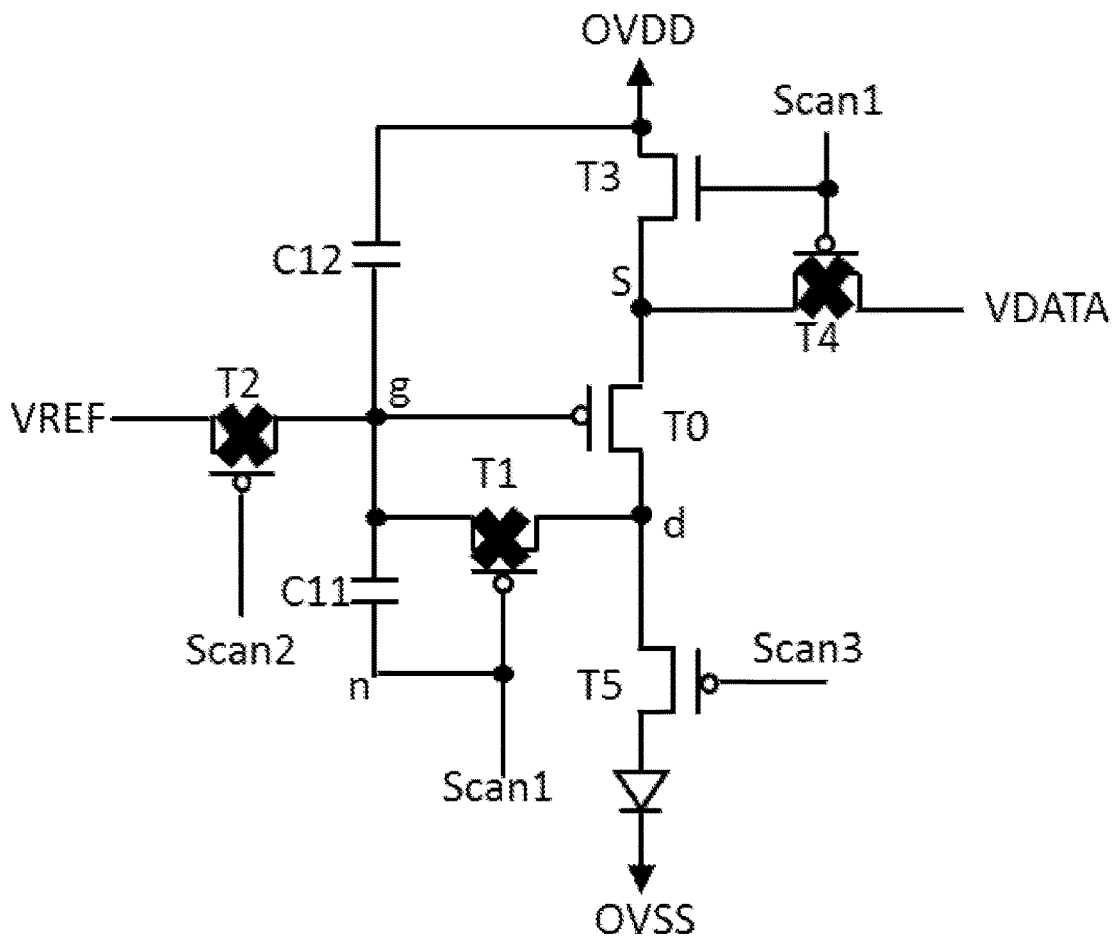 OVDD
Scan1
T3
C12
S
VDATA
T4
T2
g
VREF
T0
T1
d
C11
Scan2
Scan3
n
T5
Scan1
OVSS